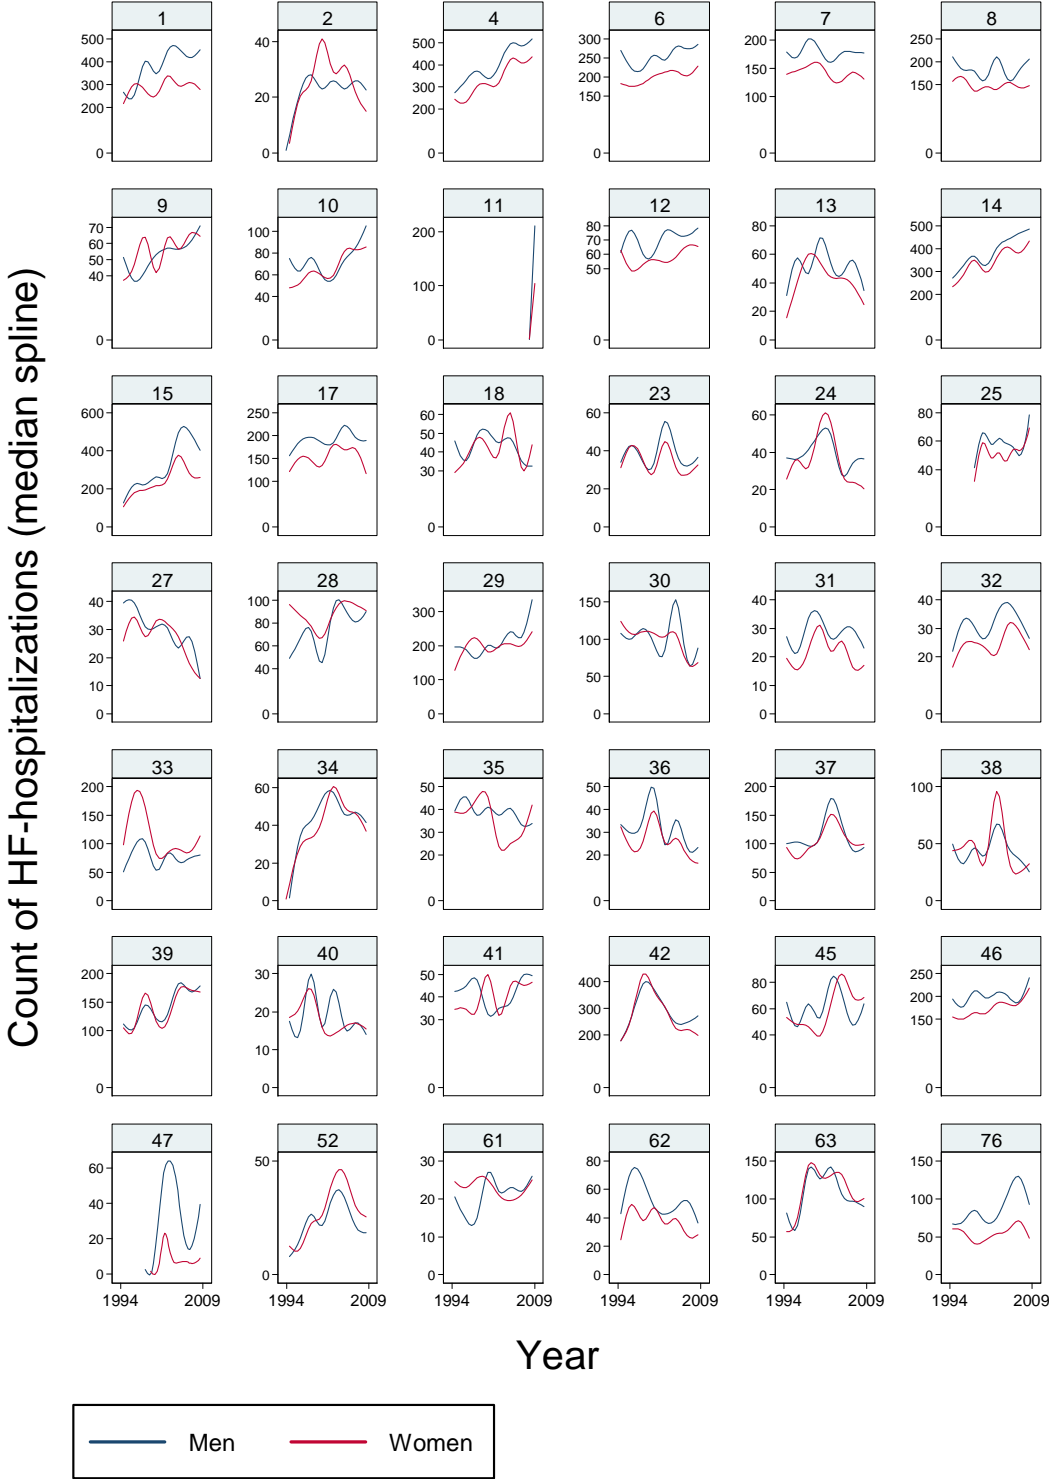 Count of HF-hospitalizations (median spline)
1 2 4 6 7 8
500 400 300 200 0
40 20 0
500 400 300 200 0
300 250 200 150 0
200 150 100 0
250 200 150 0
9 10 11 12 13 14
70 60 50 40 0
100 80 60 40 0
200 100 0
80 70 60 50 0
80 60 40 20 0
500 400 300 200 0
15 17 18 23 24 25
600 400 200 0
250 200 150 100 0
60 50 40 30 0
60 40 20 0
60 40 20 0
80 60 40 0
27 28 29 30 31 32
40 30 20 10 0
100 80 60 40 0
300 200 100 0
150 100 50 0
40 30 20 10 0
40 30 20 0
33 34 35 36 37 38
200 150 100 50 0
60 40 20 0
50 40 30 20 0
50 40 30 20 0
200 150 100 50 0
100 50 0
39 40 41 42 45 46
200 150 100 0
30 20 10 0
50 40 30 0
400 300 200 0
100 80 60 40 0
250 200 150 0
47 52 61 62 63 76
60 40 20 0
50 0
30 20 10 0
80 60 40 20 0
150 100 50 0
150 100 50 0
1994 2009 1994 2009 1994 2009 1994 2009 1994 2009 1994 2009
Year
Men Women